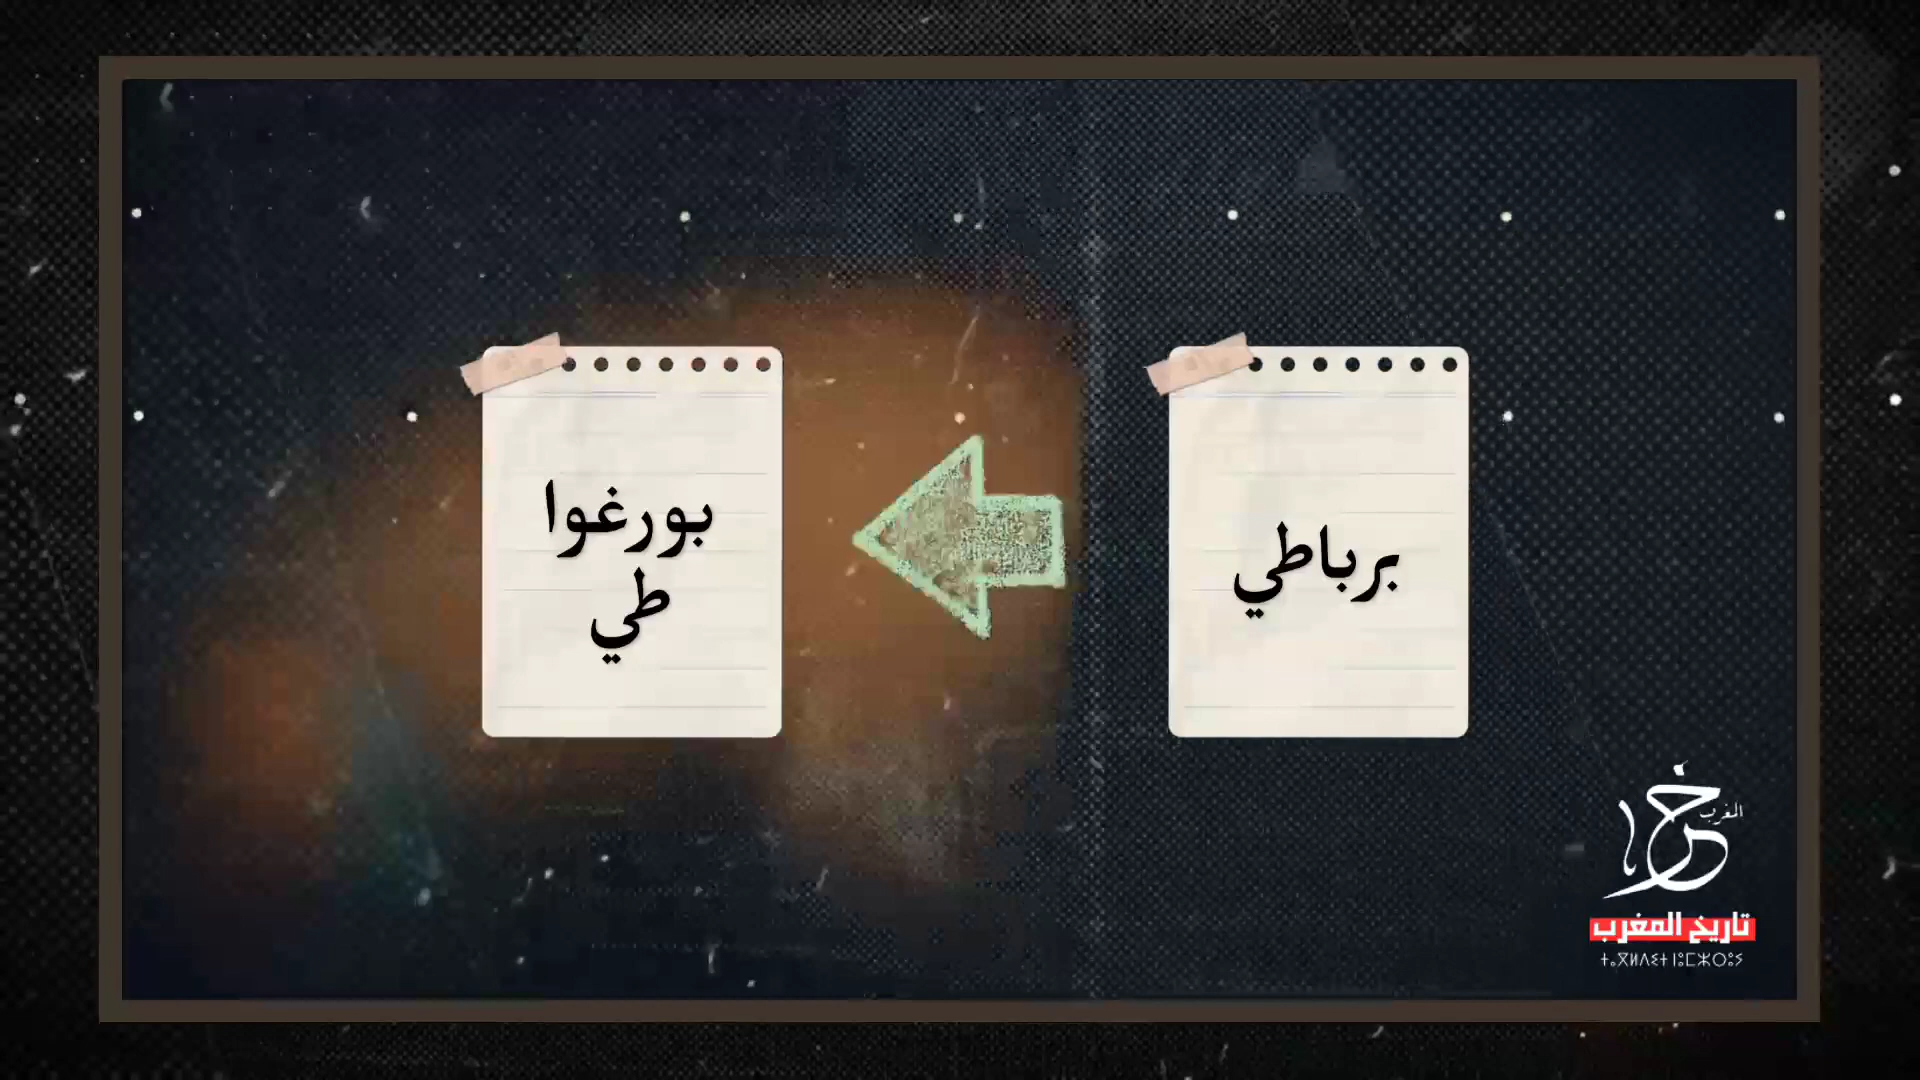 برباطي
بورغوا
طي
المغرب
تاريخ المغرب